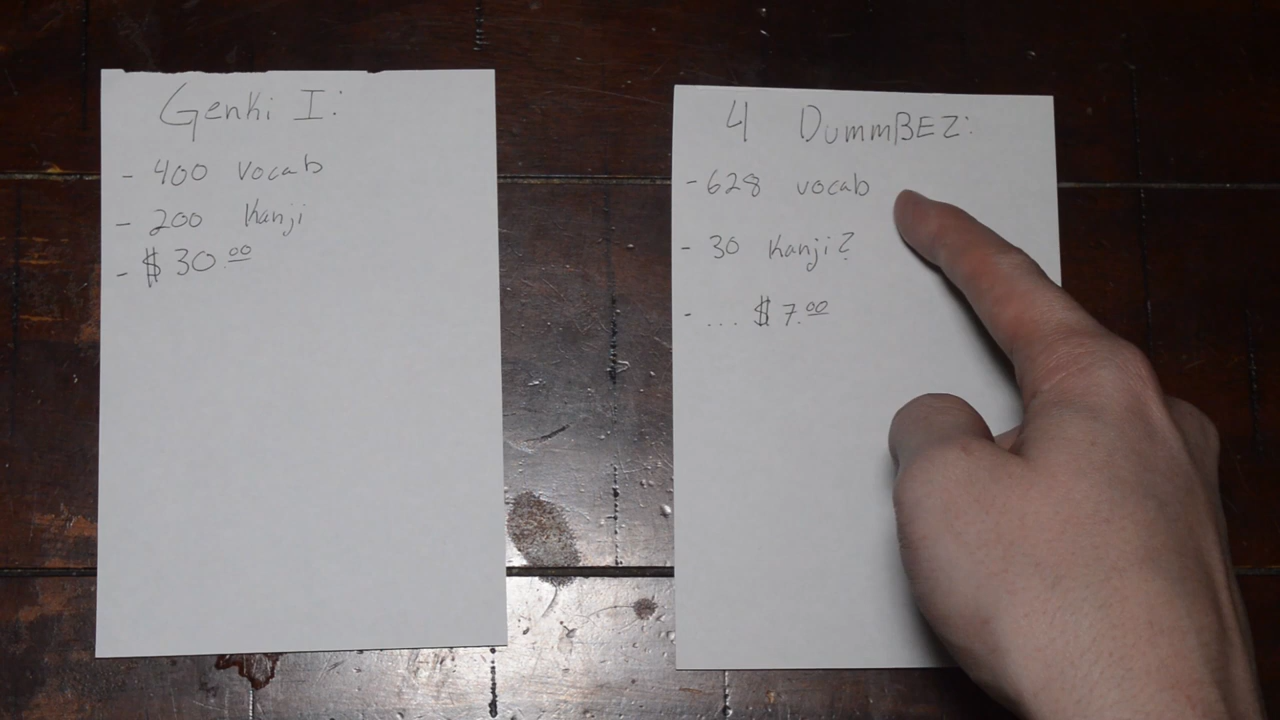 Genki I:
- 400 vocab
- 200 Kanji
- $30.00
4 DummBEZ:
- 628 vocab
- 30 Kanji?
- ... $7.00